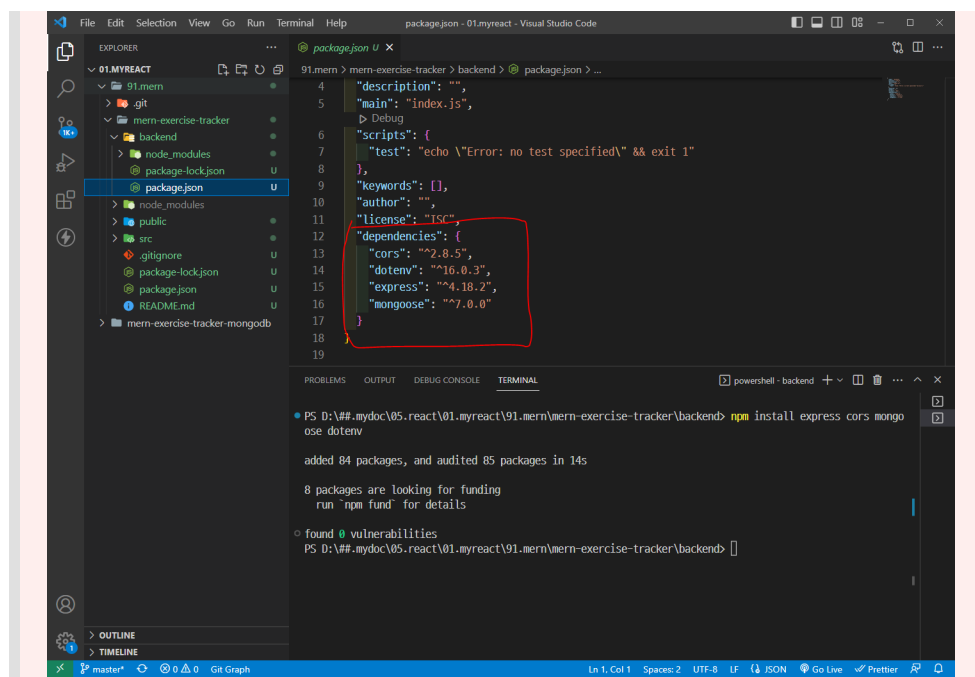 File Edit Selection View Go Run Terminal Help
package.json - 01.myreact - Visual Studio Code
EXPLORER
01.MYREACT
91.mern
.git
mern-exercise-tracker
backend
node_modules
package-lock.json U
package.json U
node_modules
public
src
.gitignore U
package-lock.json U
package.json U
README.md U
mern-exercise-tracker-mongodb
OUTLINE
TIMELINE
1K+
1
package.json U
91.mern > mern-exercise-tracker > backend > package.json > ...
4 "description": "",
5 "main": "index.js",
Debug
6 "scripts": {
7 "test": "echo \"Error: no test specified\" && exit 1"
8 },
9 "keywords": [],
10 "author": "",
11 "license": "ISC",
12 "dependencies": {
13 "cors": "^2.8.5",
14 "dotenv": "^16.0.3",
15 "express": "^4.18.2",
16 "mongoose": "^7.0.0"
17 }
18 }
19
PROBLEMS OUTPUT DEBUG CONSOLE TERMINAL
powershell - backend
PS D:\##.mydoc\05.react\01.myreact\91.mern\mern-exercise-tracker\backend> npm install express cors mongo
ose dotenv
added 84 packages, and audited 85 packages in 14s
8 packages are looking for funding
run `npm fund` for details
found 0 vulnerabilities
PS D:\##.mydoc\05.react\01.myreact\91.mern\mern-exercise-tracker\backend>
master* 0 0 Git Graph
Ln 1, Col 1 Spaces: 2 UTF-8 LF JSON Go Live Prettier